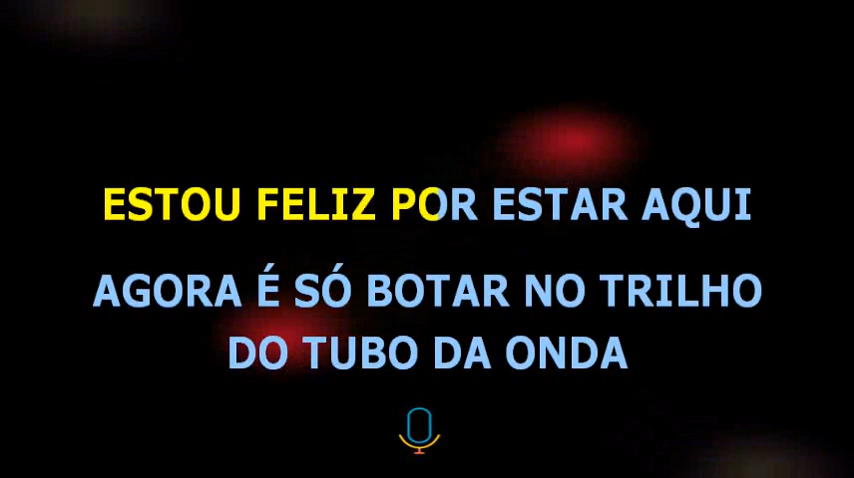 ESTOU FELIZ POR ESTAR AQUI
AGORA É SÓ BOTAR NO TRILHO
DO TUBO DA ONDA